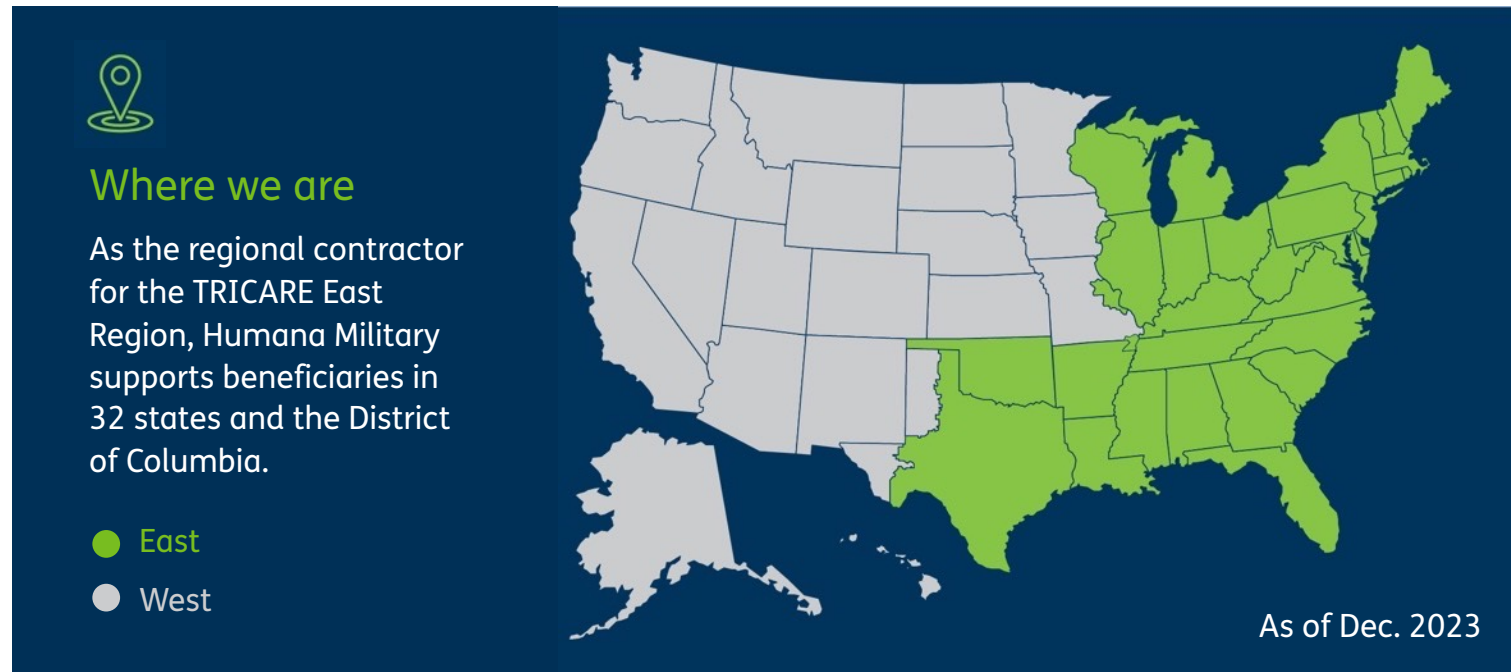 Where we are
As the regional contractor
for the TRICARE East
Region, Humana Military
supports beneficiaries in
32 states and the District
of Columbia.
East
West
As of Dec. 2023